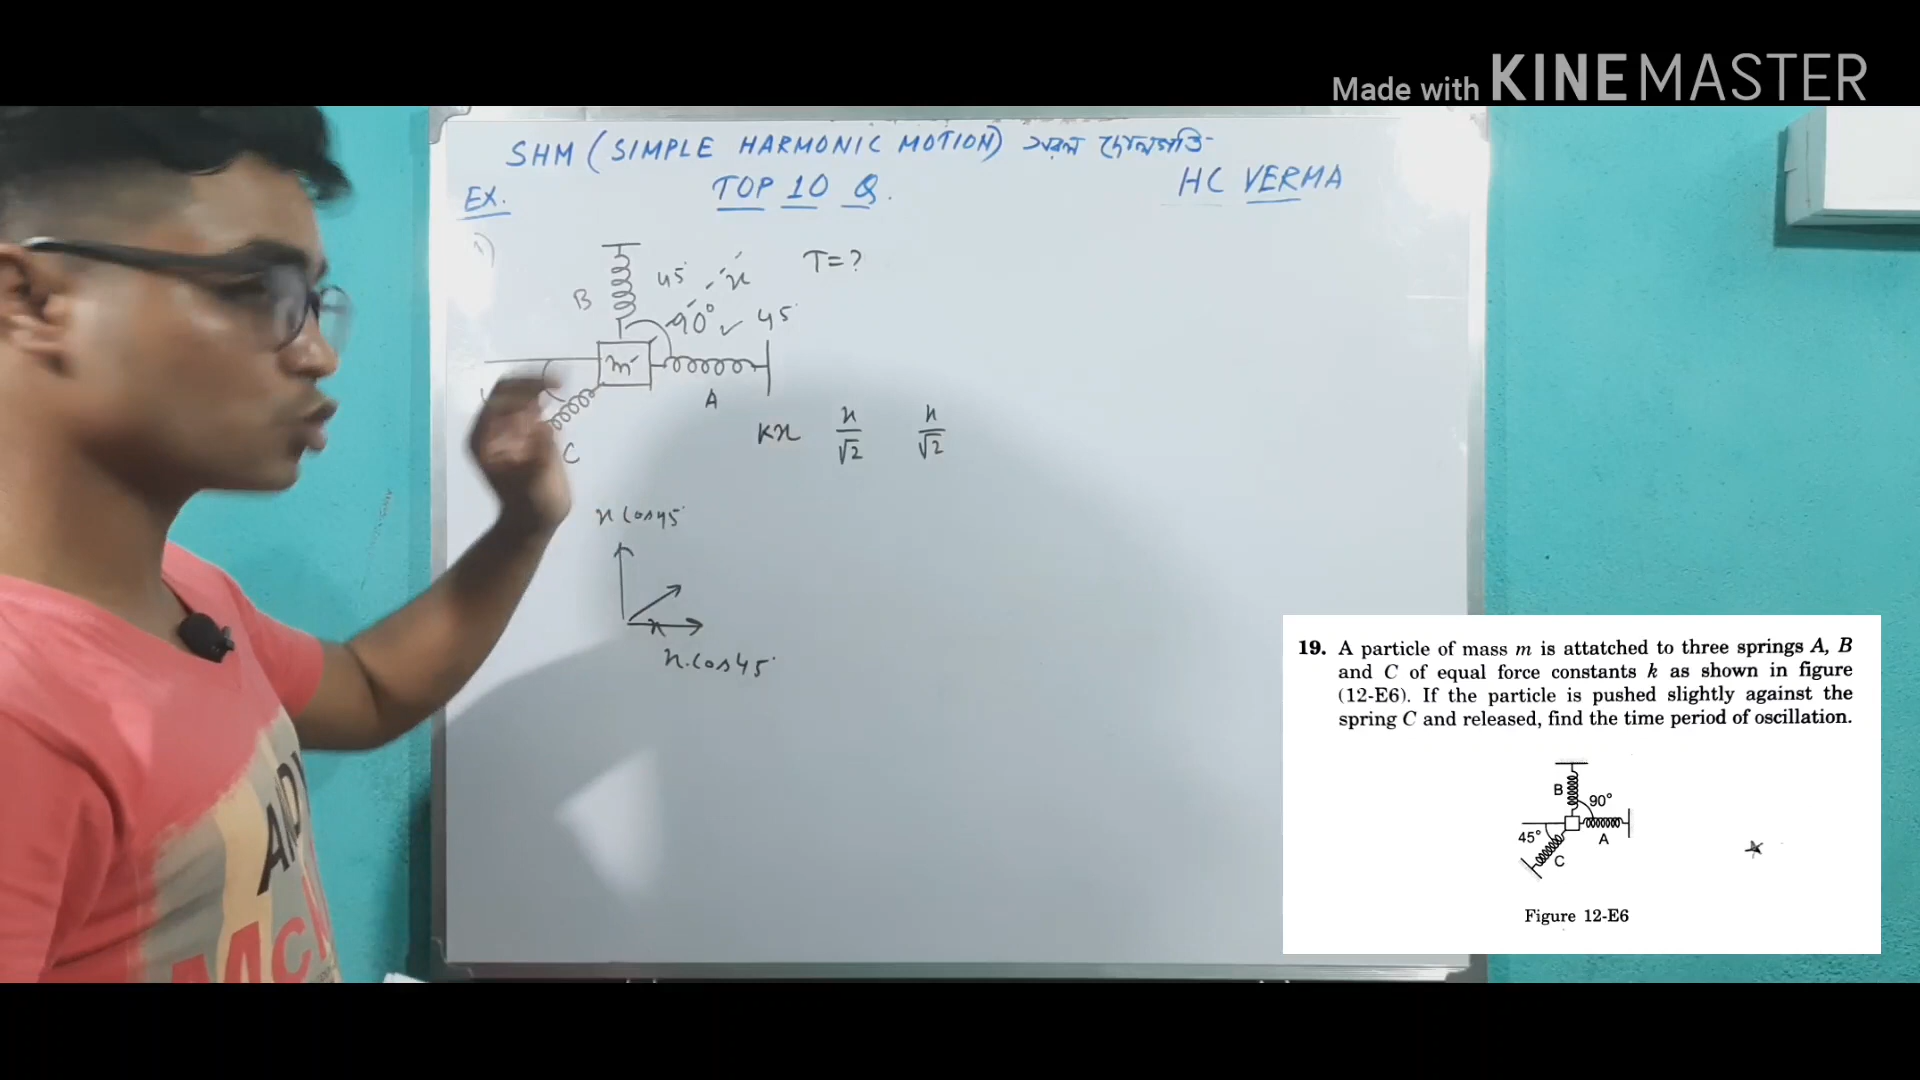 Made with KINEMASTER
SHM (SIMPLE HARMONIC MOTION) সরল দোলগতি
EX. TOP 10 Q. HC VERMA
1)
T=?
45° x
B
90° 45°
m
A
C
Kx x/√2 x/√2
x cos45°
x
x.cos45°
19. A particle of mass m is attatched to three springs A, B
and C of equal force constants k as shown in figure
(12-E6). If the particle is pushed slightly against the
spring C and released, find the time period of oscillation.
B
90°
45°
A
C
Figure 12-E6